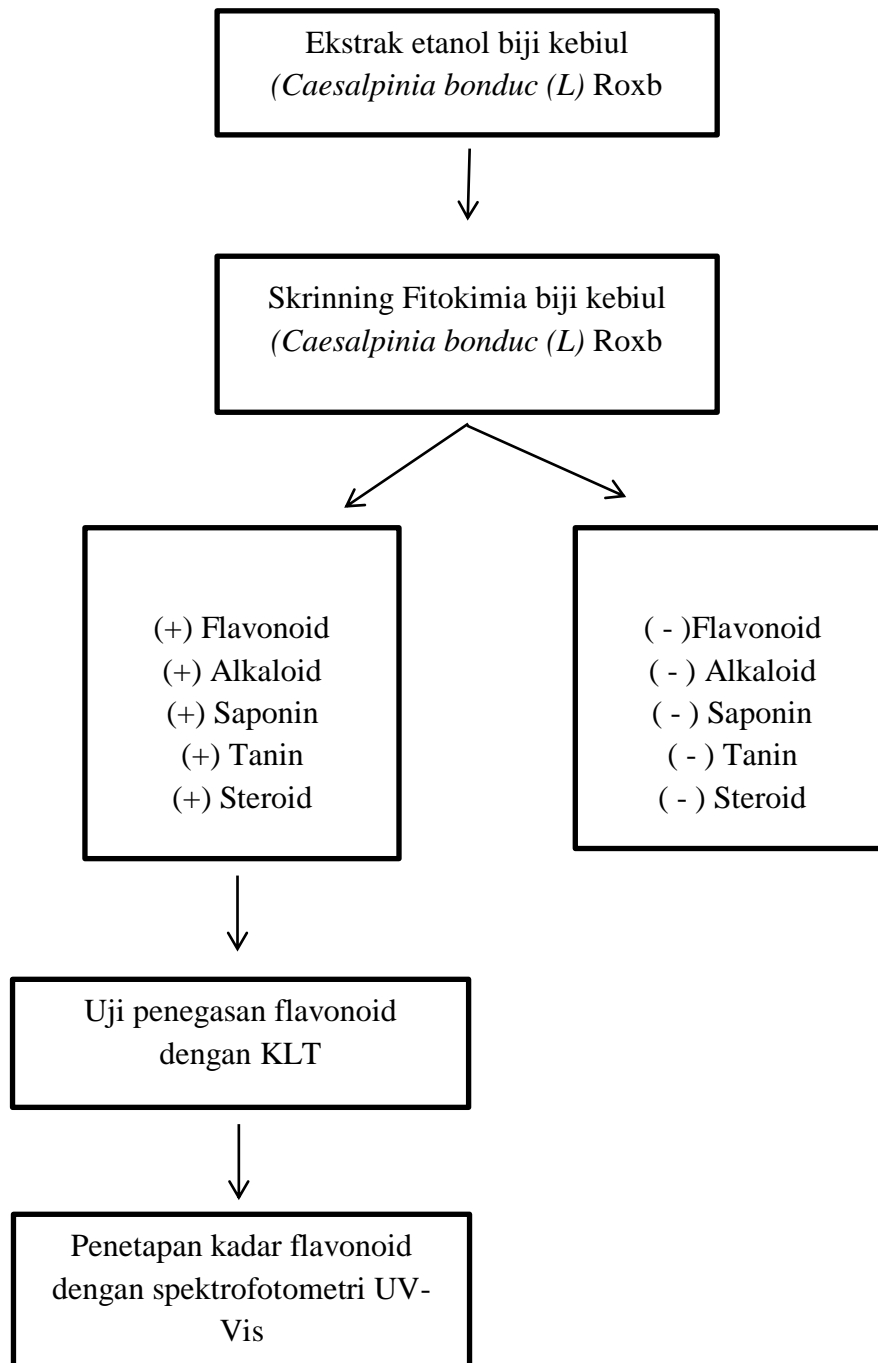 Ekstrak etanol biji kebiul
(Caesalpinia bonduc (L) Roxb
Skrinning Fitokimia biji kebiul
(Caesalpinia bonduc (L) Roxb
(+) Flavonoid
(+) Alkaloid
(+) Saponin
(+) Tanin
(+) Steroid
( - )Flavonoid
( - ) Alkaloid
( - ) Saponin
( - ) Tanin
( - ) Steroid
Uji penegasan flavonoid
dengan KLT
Penetapan kadar flavonoid
dengan spektrofotometri UV-
Vis